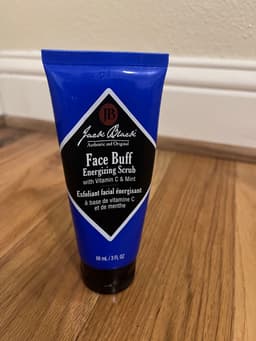 JB
Jack Black
Authentic and Original
Face Buff
Energizing Scrub
with Vitamin C & Mint
Exfoliant facial énergisant
à base de vitamine C
et de menthe
88 mL/3 FL OZ